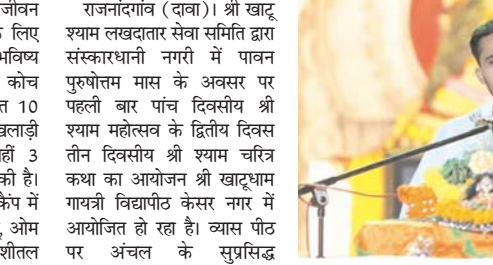 जीवन
लिए
भविष्य
कोच
10
हीं 3
की है।
कैंप में
ओम
शीतल
राजनांदगांव (दावा)। श्री खाटू
श्याम लखदातार सेवा समिति द्वारा
संस्कारधानी नगरी में पावन
पुरुषोत्तम मास के अवसर पर
पहली बार पांच दिवसीय श्री
श्याम महोत्सव के द्वितीय दिवस
तीन दिवसीय श्री श्याम चरित्र
कथा का आयोजन श्री खाटूधाम
गायत्री विद्यापीठ केसर नगर में
आयोजित हो रहा है। व्यास पीठ
पर अंचल के सुप्रसिद्ध